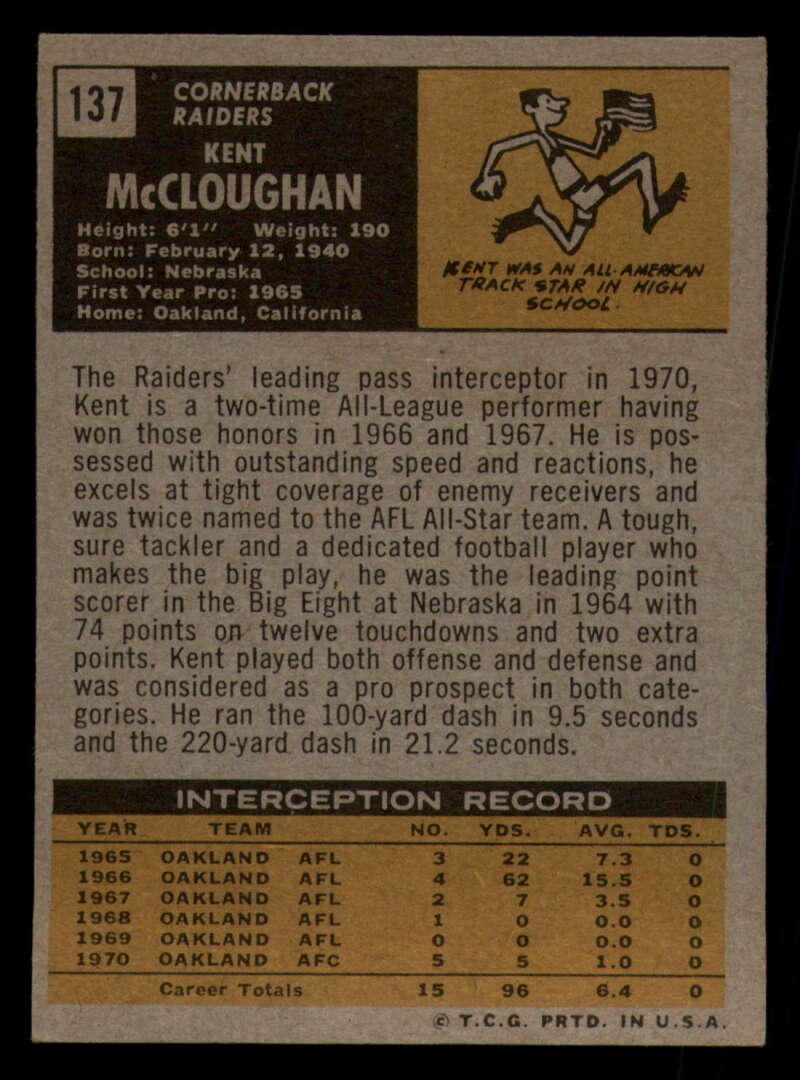 137
CORNERBACK
RAIDERS
KENT
McCLOUGHAN
Height: 6'1" Weight: 190
Born: February 12, 1940
School: Nebraska
First Year Pro: 1965
Home: Oakland, California
KENT WAS AN ALL-AMERICAN
TRACK STAR IN HIGH
SCHOOL.
The Raiders' leading pass interceptor in 1970,
Kent is a two-time All-League performer having
won those honors in 1966 and 1967. He is pos-
sessed with outstanding speed and reactions, he
excels at tight coverage of enemy receivers and
was twice named to the AFL All-Star team. A tough,
sure tackler and a dedicated football player who
makes the big play, he was the leading point
scorer in the Big Eight at Nebraska in 1964 with
74 points on twelve touchdowns and two extra
points. Kent played both offense and defense and
was considered as a pro prospect in both cate-
gories. He ran the 100-yard dash in 9.5 seconds
and the 220-yard dash in 21.2 seconds.
INTERCEPTION RECORD
YEAR TEAM NO. YDS. AVG. TDS.
1965 OAKLAND AFL 3 22 7.3 0
1966 OAKLAND AFL 4 62 15.5 0
1967 OAKLAND AFL 2 7 3.5 0
1968 OAKLAND AFL 1 0 0.0 0
1969 OAKLAND AFL 0 0 0.0 0
1970 OAKLAND AFC 5 5 1.0 0
Career Totals 15 96 6.4 0
© T.C.G. PRTD. IN U.S.A.